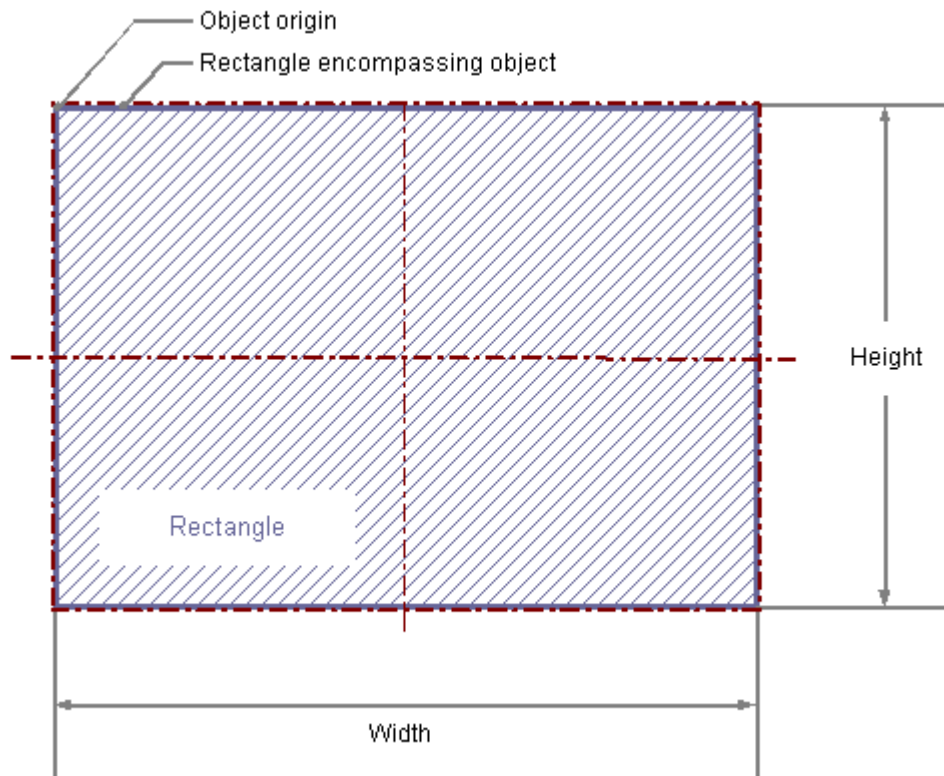 Object origin
Rectangle encompassing object
Height
Rectangle
Width